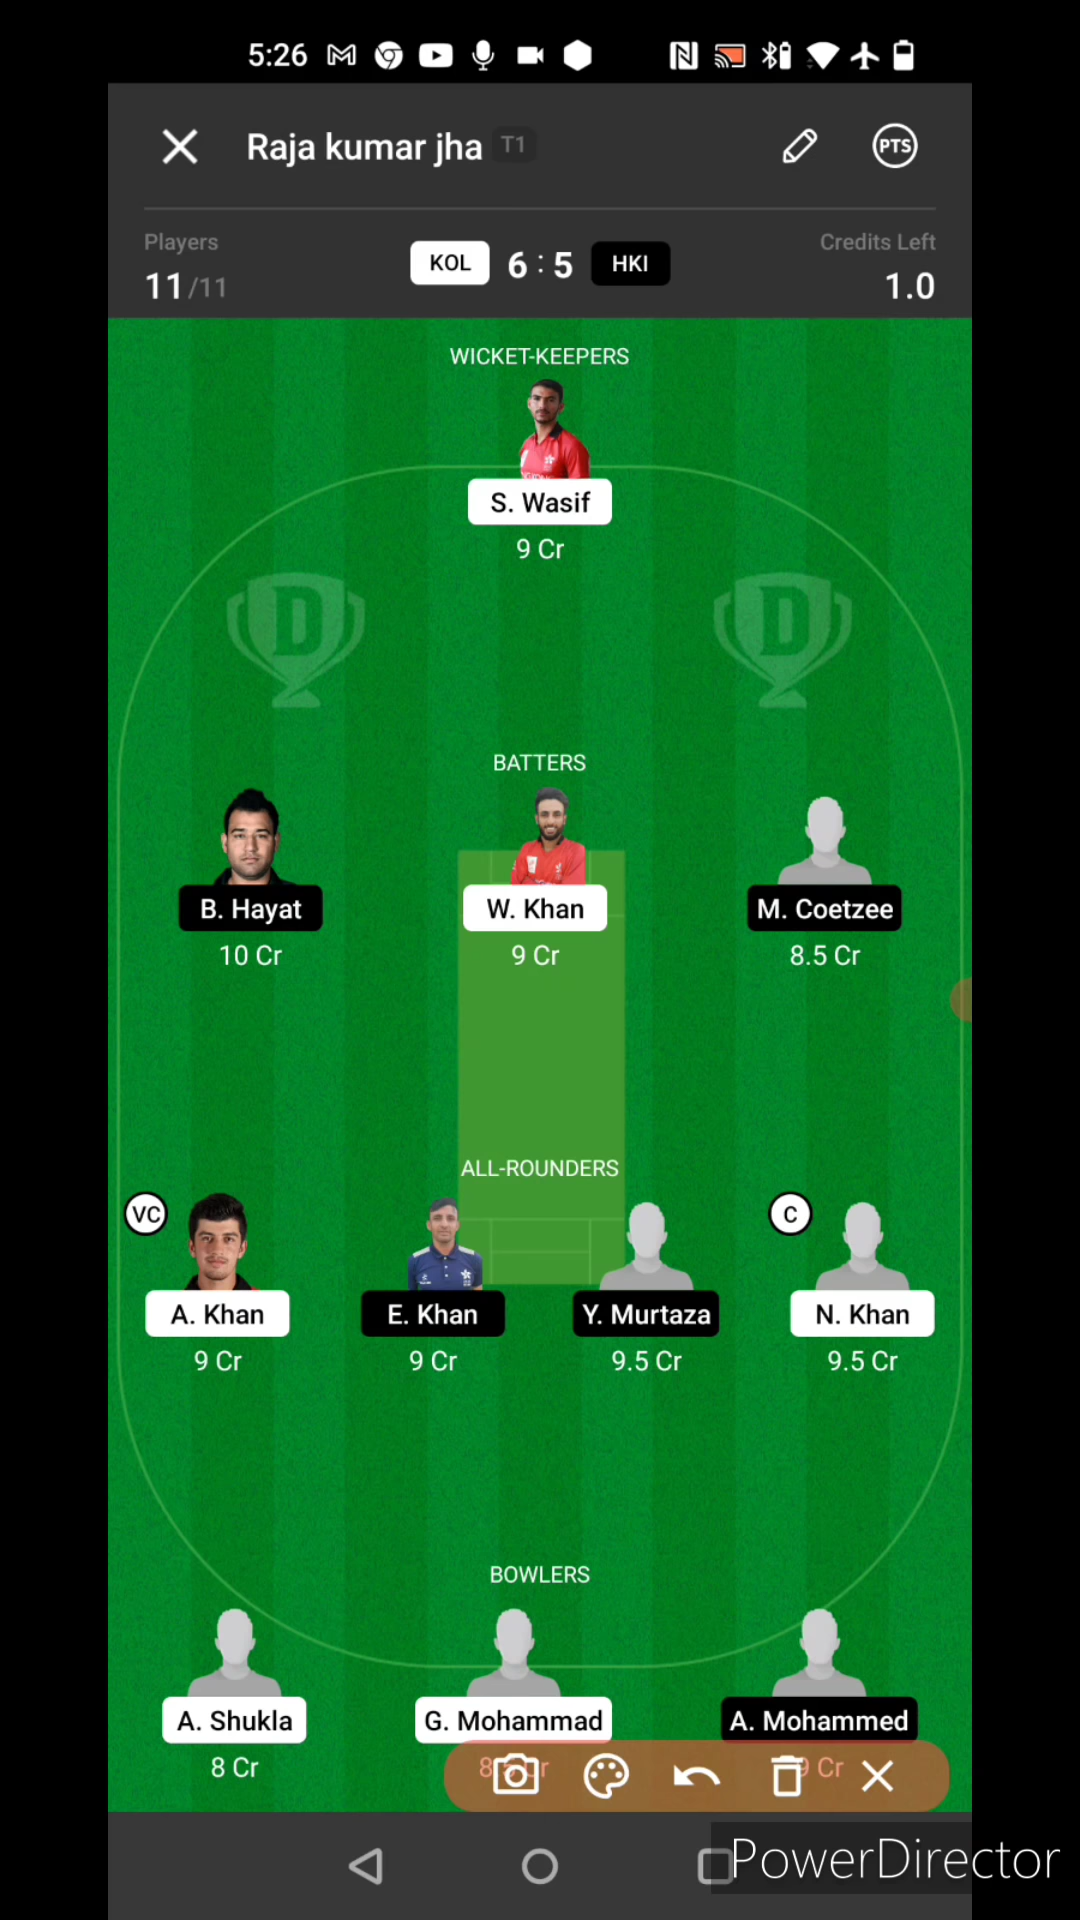 5:26
Raja kumar jha T1
PTS
Players
Credits Left
11/11
KOL 6 : 5 HKI
1.0
WICKET-KEEPERS
S. Wasif
9 Cr
D D
BATTERS
B. Hayat W. Khan M. Coetzee
10 Cr 9 Cr 8.5 Cr
ALL-ROUNDERS
VC C
A. Khan E. Khan Y. Murtaza N. Khan
9 Cr 9 Cr 9.5 Cr 9.5 Cr
BOWLERS
A. Shukla G. Mohammad A. Mohammed
8 Cr 9 Cr
PowerDirector